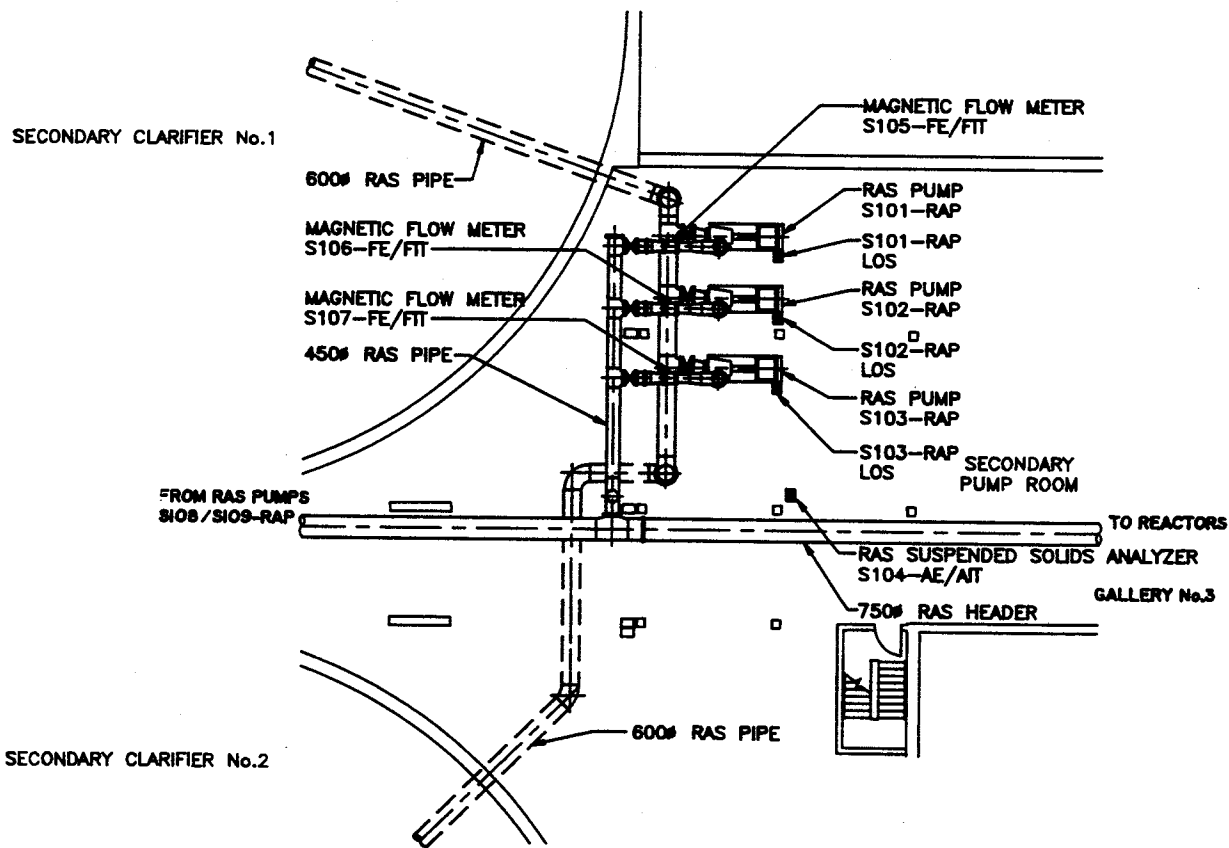 MAGNETIC FLOW METER
S105-FE/FIT
SECONDARY CLARIFIER No.1
600ø RAS PIPE
RAS PUMP
S101-RAP
MAGNETIC FLOW METER
S106-FE/FIT
S101-RAP
LOS
RAS PUMP
S102-RAP
MAGNETIC FLOW METER
S107-FE/FIT
S102-RAP
LOS
450ø RAS PIPE
RAS PUMP
S103-RAP
S103-RAP
LOS
SECONDARY
PUMP ROOM
FROM RAS PUMPS
S108/S109-RAP
TO REACTORS
RAS SUSPENDED SOLIDS ANALYZER
S104-AE/AIT
GALLERY No.3
750ø RAS HEADER
600ø RAS PIPE
SECONDARY CLARIFIER No.2